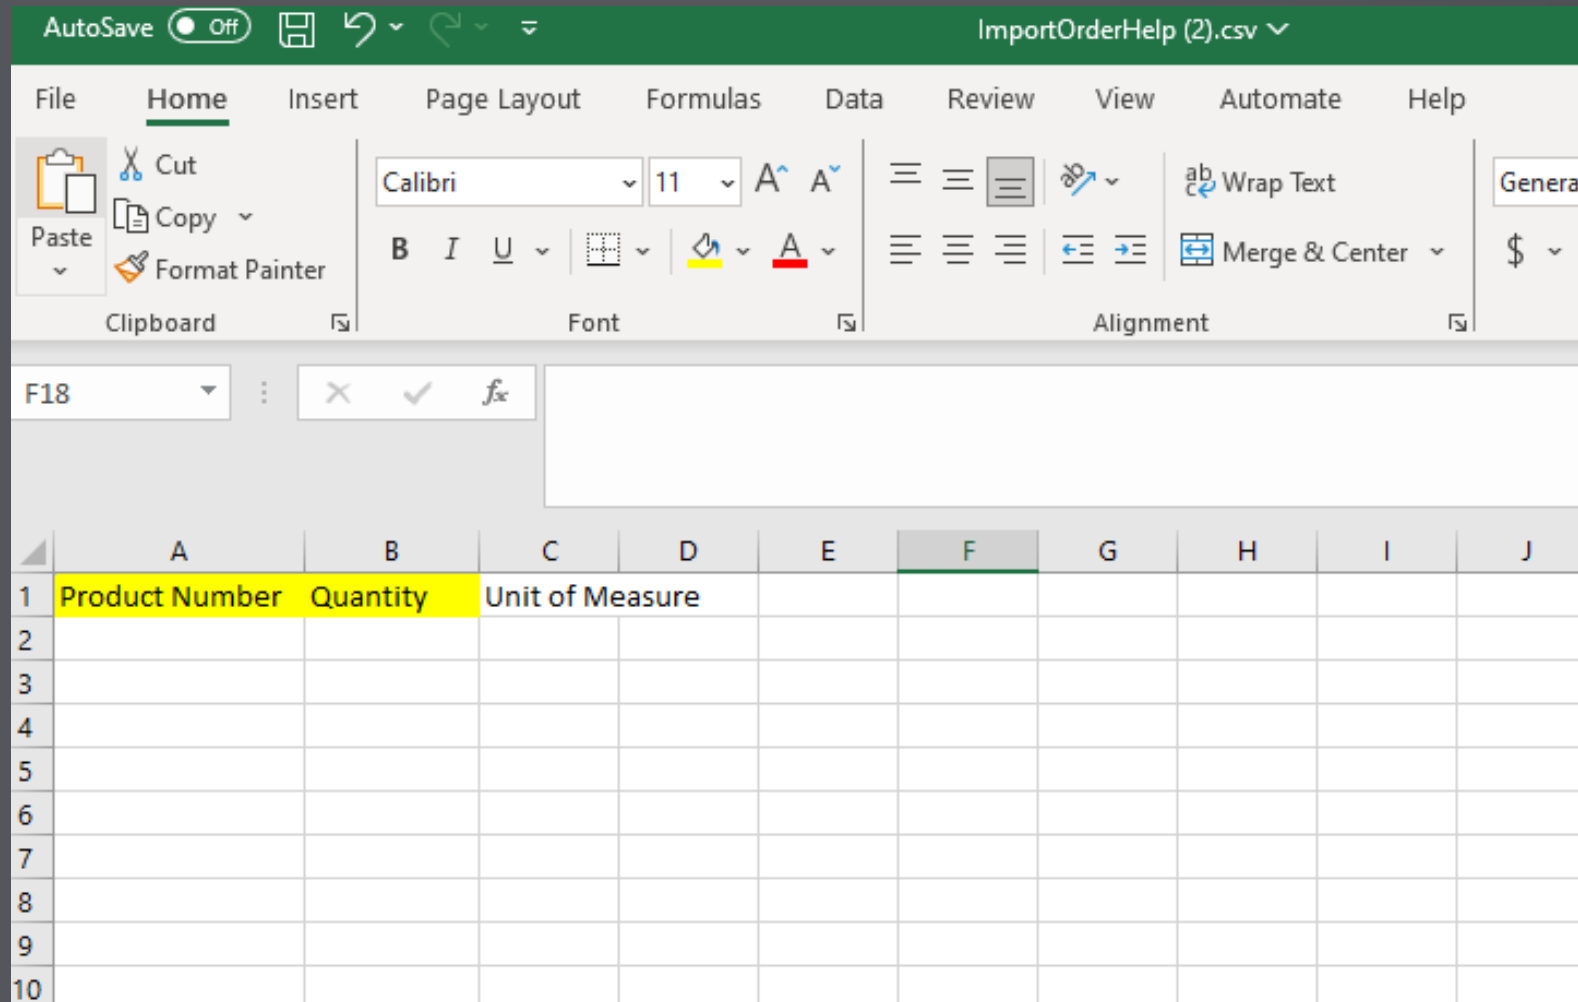 AutoSave Off ImportOrderHelp (2).csv
File Home Insert Page Layout Formulas Data Review View Automate Help
Paste
Cut
Copy
Format Painter
Clipboard
Calibri 11
B I U A
Font
ab Wrap Text
Merge & Center
Alignment
Genera
$
F18 fx
A B C D E F G H I J
1 Product Number Quantity Unit of Measure
2
3
4
5
6
7
8
9
10